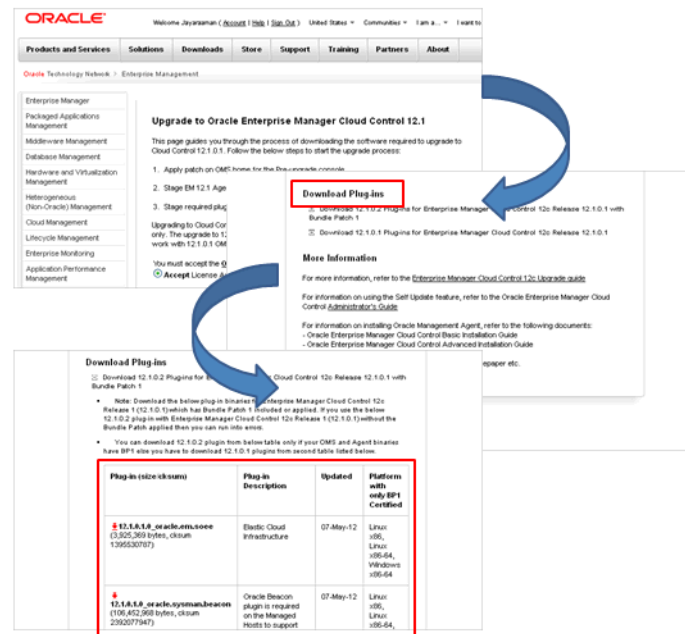 ORACLE
Welcome Jayaraaman ( Account | Help | Sign Out ) United States Communities I am a... I want to
Products and Services Solutions Downloads Store Support Training Partners About
Oracle Technology Network > Enterprise Management
Enterprise Manager
Packaged Applications
Management
Middleware Management
Database Management
Hardware and Virtualization
Management
Heterogeneous
(Non-Oracle) Management
Cloud Management
Lifecycle Management
Enterprise Monitoring
Application Performance
Management
Upgrade to Oracle Enterprise Manager Cloud Control 12.1
This page guides you through the process of downloading the software required to upgrade to
Cloud Control 12.1.0.1. Follow the below steps to start the upgrade process:
1. Apply patch on OMS home for the Pre-upgrade console
2. Stage EM 12.1 Age
3. Stage required plug
Upgrading to Cloud Cor
only. The upgrade to 12
work with 12.1.0.1 OM
You must accept the
Accept License
Download Plug-ins
Download 12.1.0.2 Plug-ins for Enterprise Manager Cloud Control 12c Release 12.1.0.1 with
Bundle Patch 1
Download 12.1.0.1 Plug-ins for Enterprise Manager Cloud Control 12c Release 12.1.0.1
More Information
For more information, refer to the Enterprise Manager Cloud Control 12c Upgrade guide
For information on using the Self Update feature, refer to the Oracle Enterprise Manager Cloud
Control Administrator's Guide
For information on installing Oracle Management Agent, refer to the following documents:
- Oracle Enterprise Manager Cloud Control Basic Installation Guide
- Oracle Enterprise Manager Cloud Control Advanced Installation Guide
epaper etc.
Download Plug-ins
Download 12.1.0.2 Plug-ins for E Cloud Control 12c Release 12.1.0.1 with
Bundle Patch 1
• Note: Download the below plug-in binaries for Enterprise Manager Cloud Control 12c
Release 1 (12.1.0.1) which has Bundle Patch 1 included or applied. If you use the below
12.1.0.2 plug-in with Enterprise Manager Cloud Control 12c Release 1 (12.1.0.1) without the
Bundle Patch applied then you can run into errors.
• You can download 12.1.0.2 plugin from below table only if your OMS and Agent binaries
have BP1 else you have to download 12.1.0.1 plugins from second table listed below.
Plug-in (size/cksum) Plug-in Description Updated Platform with only BP1 Certified
12.1.0.1.0_oracle.em.soee
(3,925,369 bytes, cksum
1395530787)
Elastic Cloud
Infrastructure
07-May-12
Linux
x86,
Linux
x86-64,
Windows
x86-64
12.1.0.1.0_oracle.sysman.beacon
(106,452,968 bytes, cksum
2392077947)
Oracle Beacon
plugin is required
on the Managed
Hosts to support
07-May-12
Linux
x86,
Linux
x86-64,